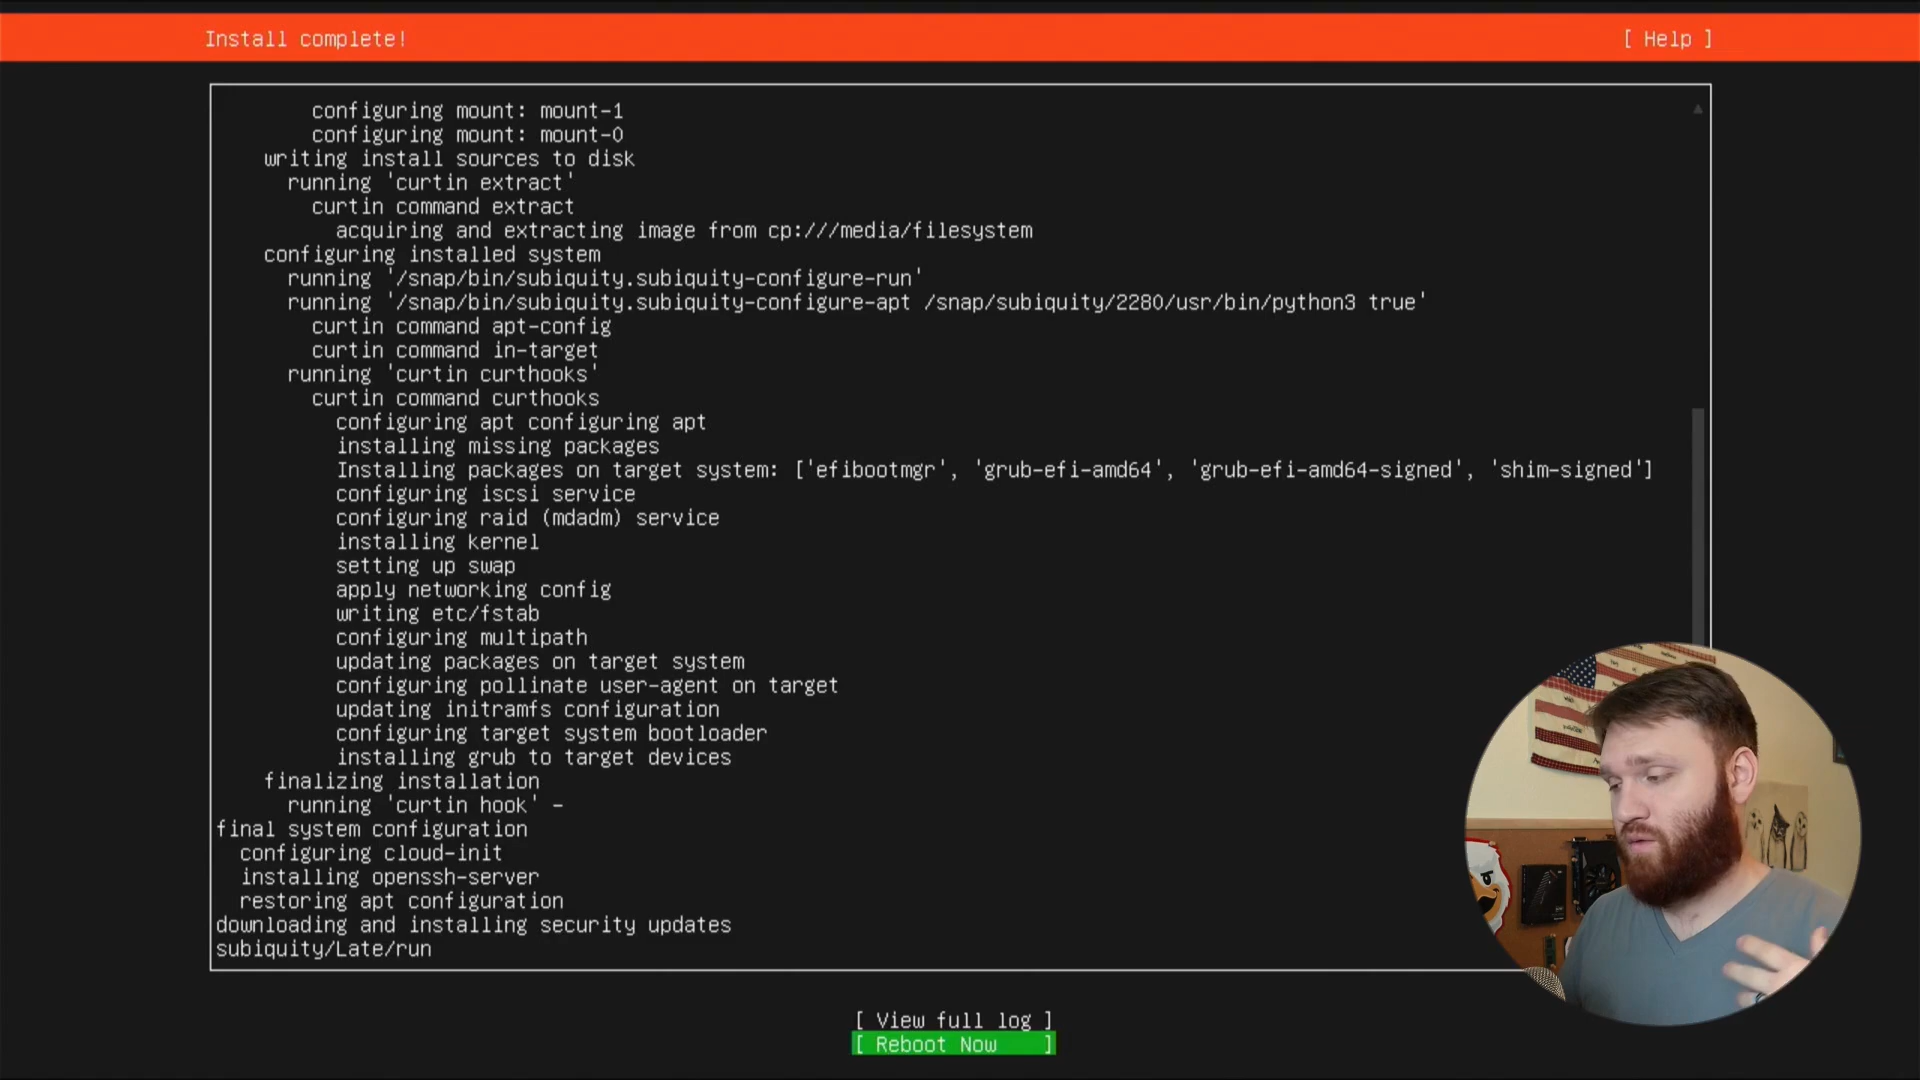 Install complete!
[ Help ]
configuring mount: mount-1
configuring mount: mount-0
writing install sources to disk
running 'curtin extract'
curtin command extract
acquiring and extracting image from cp:///media/filesystem
configuring installed system
running '/snap/bin/subiquity.subiquity-configure-run'
running '/snap/bin/subiquity.subiquity-configure-apt /snap/subiquity/2280/usr/bin/python3 true'
curtin command apt-config
curtin command in-target
running 'curtin curthooks'
curtin command curthooks
configuring apt configuring apt
installing missing packages
Installing packages on target system: ['efibootmgr', 'grub-efi-amd64', 'grub-efi-amd64-signed', 'shim-signed']
configuring iscsi service
configuring raid (mdadm) service
installing kernel
setting up swap
apply networking config
writing etc/fstab
configuring multipath
updating packages on target system
configuring pollinate user-agent on target
updating initramfs configuration
configuring target system bootloader
installing grub to target devices
finalizing installation
running 'curtin hook' -
final system configuration
configuring cloud-init
installing openssh-server
restoring apt configuration
downloading and installing security updates
subiquity/Late/run
[ View full log ]
[ Reboot Now ]